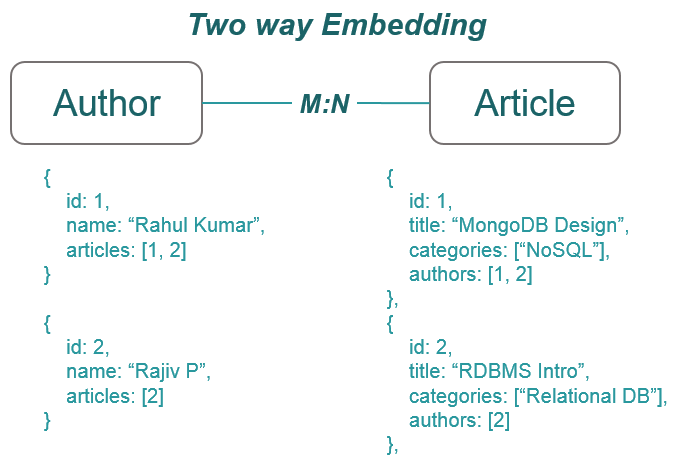 Two way Embedding
Author
M:N
Article
{
id: 1,
name: “Rahul Kumar”,
articles: [1, 2]
}
{
id: 2,
name: “Rajiv P”,
articles: [2]
}
{
id: 1,
title: “MongoDB Design”,
categories: [“NoSQL”],
authors: [1, 2]
},
{
id: 2,
title: “RDBMS Intro”,
categories: [“Relational DB”],
authors: [2]
},